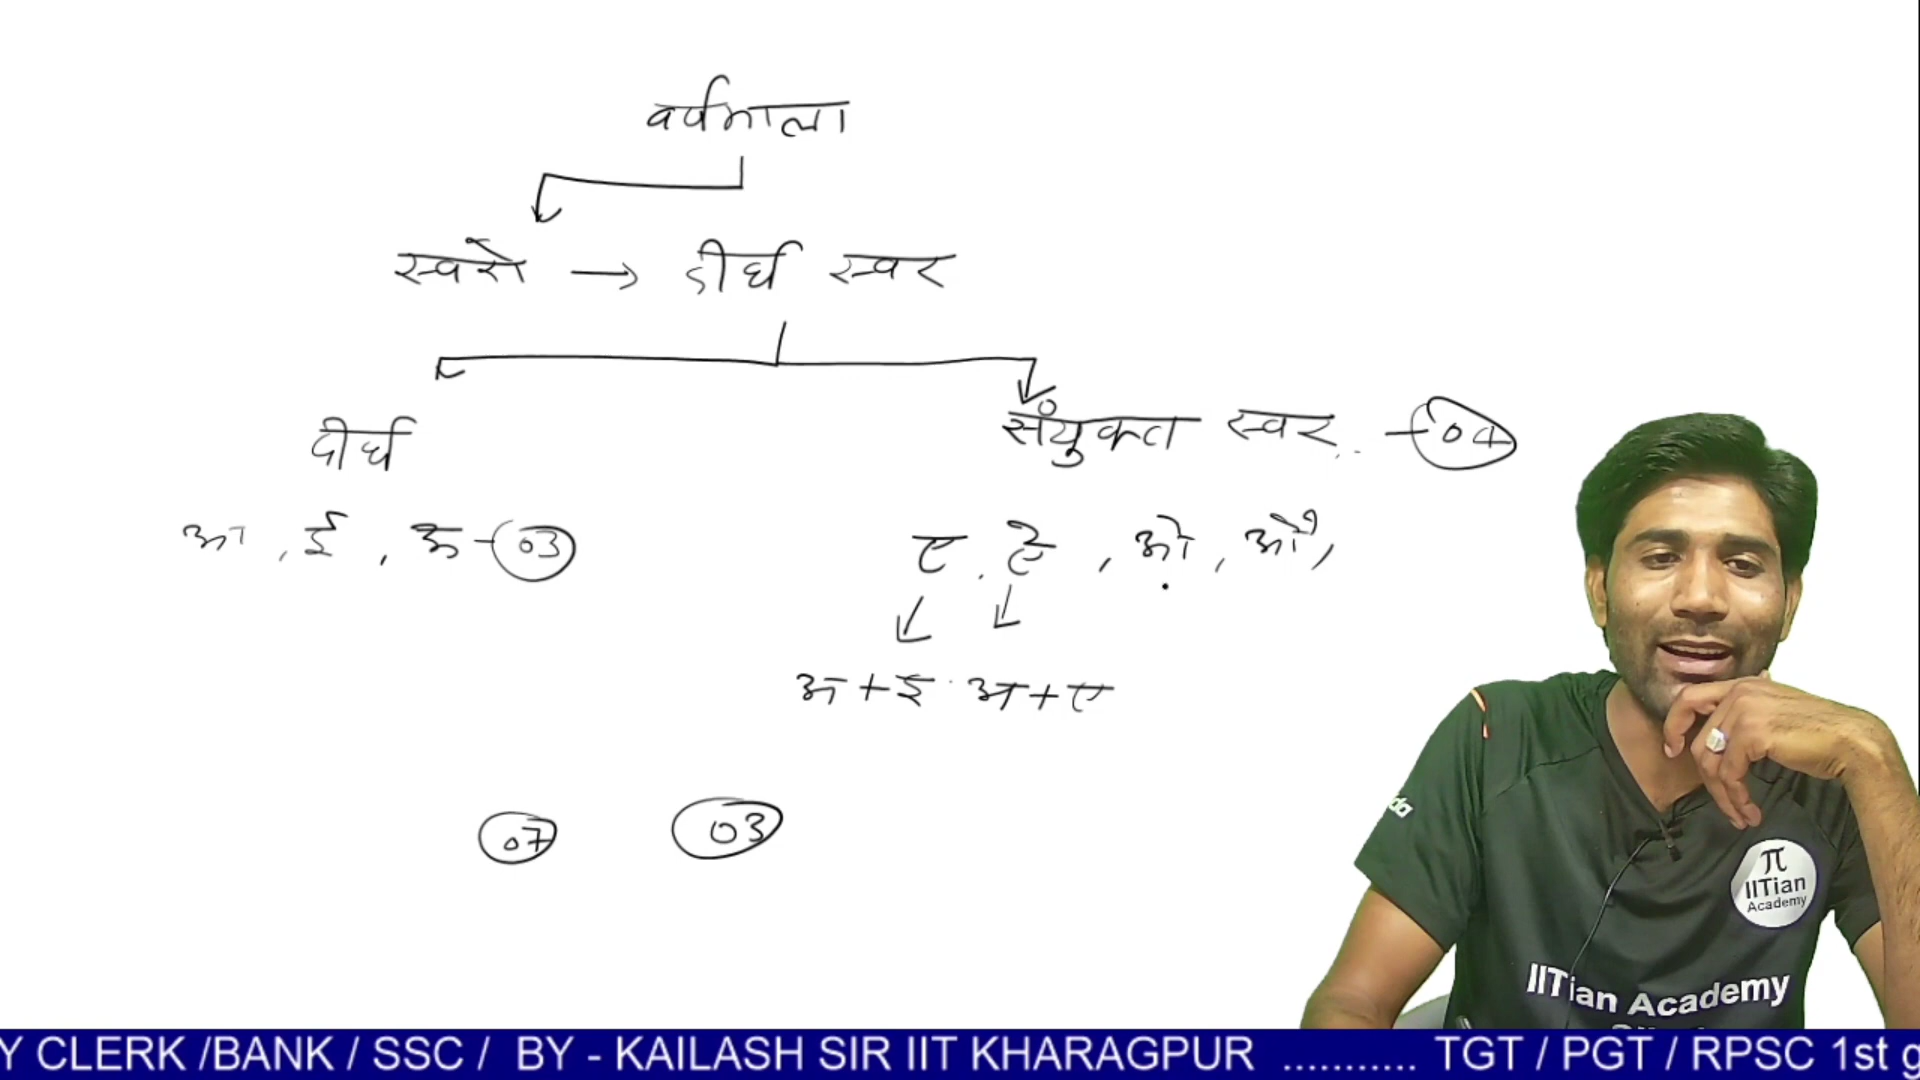 वर्णमाला
स्वरो → दीर्घ स्वर
दीर्घ
संयुक्त स्वर - 04
आ, ई, ऊ - 03
ए, ऐ, ओ, औ,
अ+इ अ+ए
07 03
π
IITian
Academy
IITian Academy
Y CLERK /BANK / SSC / BY - KAILASH SIR IIT KHARAGPUR ........... TGT / PGT / RPSC 1st g